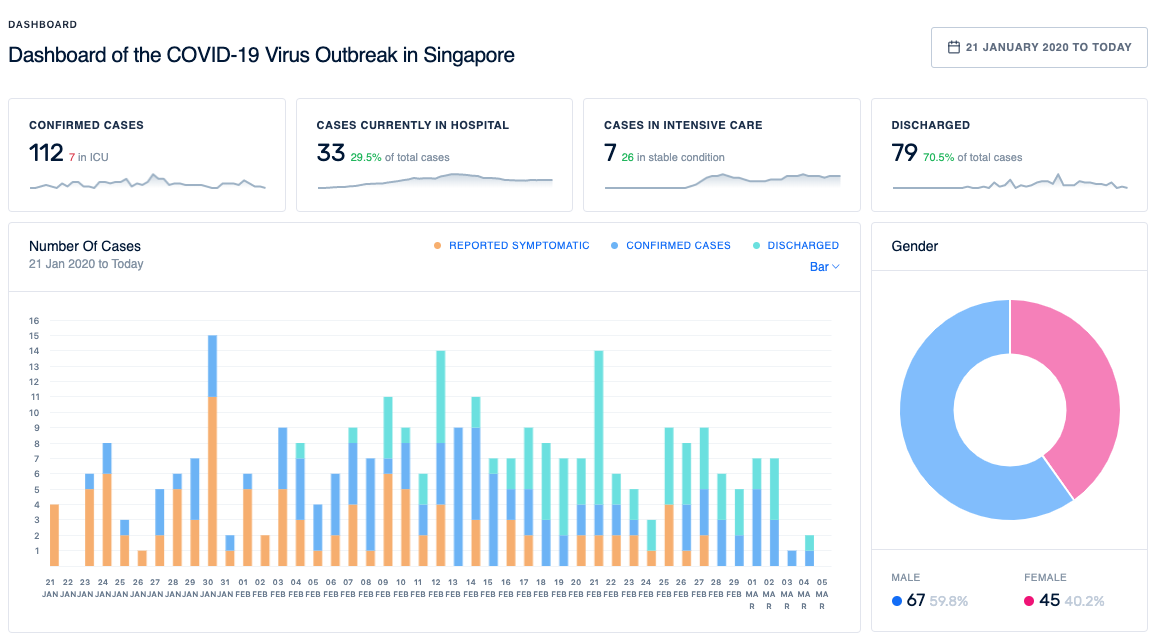 DASHBOARD
Dashboard of the COVID-19 Virus Outbreak in Singapore
21 JANUARY 2020 TO TODAY
CONFIRMED CASES
112 7 in ICU
CASES CURRENTLY IN HOSPITAL
33 29.5% of total cases
CASES IN INTENSIVE CARE
7 26 in stable condition
DISCHARGED
79 70.5% of total cases
Number Of Cases
21 Jan 2020 to Today
REPORTED SYMPTOMATIC CONFIRMED CASES DISCHARGED
Bar
16
15
14
13
12
11
10
9
8
7
6
5
4
3
2
1
21 22 23 24 25 26 27 28 29 30 31 01 02 03 04 05 06 07 08 09 10 11 12 13 14 15 16 17 18 19 20 21 22 23 24 25 26 27 28 29 01 02 03 04 05
JAN JAN JAN JAN JAN JAN JAN JAN JAN JAN JAN FEB FEB FEB FEB FEB FEB FEB FEB FEB FEB FEB FEB FEB FEB FEB FEB FEB FEB FEB FEB FEB FEB FEB FEB FEB FEB FEB FEB FEB MA MA MA MA MA
R R R R R
Gender
MALE FEMALE
67 59.8% 45 40.2%